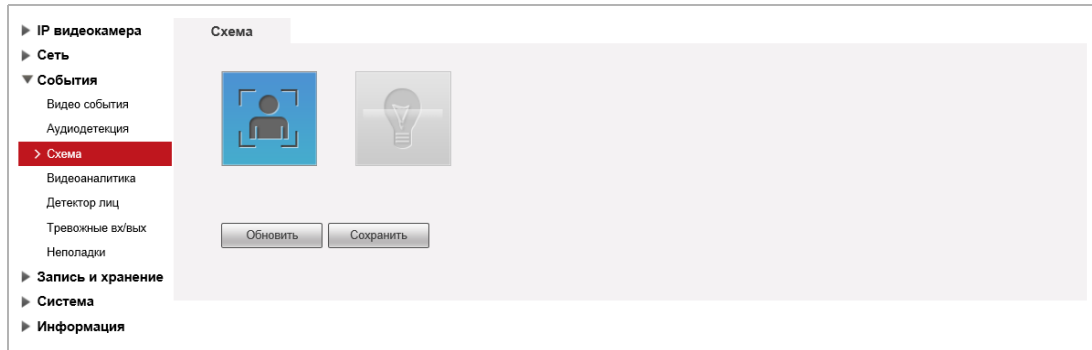 IP видеокамера
Сеть
События
Видео события
Аудиодетекция
Схема
Видеоаналитика
Детектор лиц
Тревожные вх/вых
Неполадки
Запись и хранение
Система
Информация
Схема
Обновить Сохранить